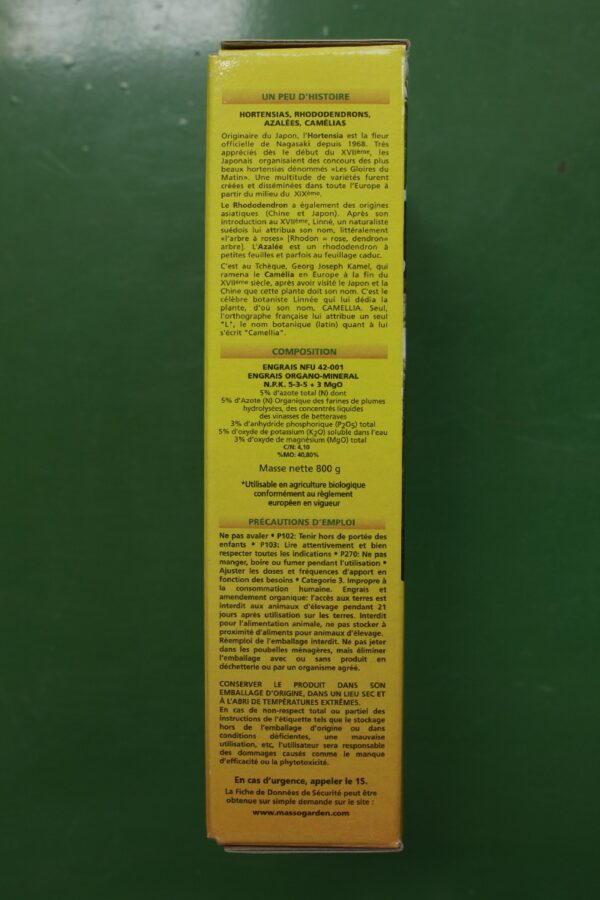 UN PEU D'HISTOIRE
HORTENSIAS, RHODODENDRONS,
AZALÉES, CAMÉLIAS
Originaire du Japon, l'Hortensia est la fleur
officielle de Nagasaki depuis 1968. Très
appréciés dès le début du XVIIème, les
Japonais organisaient des concours des plus
beaux hortensias dénommés «Les Gloires du
Matin». Une multitude de variétés furent
créées et disséminées dans toute l'Europe à
partir du milieu du XIXème.
Le Rhododendron a également des origines
asiatiques (Chine et Japon). Après son
introduction au XVIIème, Linné, un naturaliste
suédois lui attribua son nom, littéralement
«l'arbre à roses» [Rhodon = rose, dendron=
arbre]. L'Azalée est un rhododendron à
petites feuilles et parfois au feuillage caduc.
C'est au Tchèque, Georg Joseph Kamel, qui
ramena le Camélia en Europe à la fin du
XVIIème siècle, après avoir visité le Japon et la
Chine que cette plante doit son nom. C'est le
célèbre botaniste Linnée qui lui dédia la
plante, d'où son nom, CAMELLIA. Seul,
l'orthographe française lui attribue un seul
"L", le nom botanique (latin) quant à lui
s'écrit "Camellia".
COMPOSITION
ENGRAIS NFU 42-001
ENGRAIS ORGANO-MINERAL
N.P.K. 5-3-5 + 3 MgO
5% d'azote total (N) dont
5% d'Azote (N) Organique des farines de plumes
hydrolysées, des concentrés liquides
des vinasses de betteraves
3% d'anhydride phosphorique (P2O5) total
5% d'oxyde de potassium (K2O) soluble dans l'eau
3% d'oxyde de magnésium (MgO) total
C/N: 4,10
%MO: 40,80%
Masse nette 800 g
*Utilisable en agriculture biologique
conformément au règlement
européen en vigueur
PRÉCAUTIONS D'EMPLOI
Ne pas avaler * P102: Tenir hors de portée des
enfants * P103: Lire attentivement et bien
respecter toutes les indications * P270: Ne pas
manger, boire ou fumer pendant l'utilisation *
Ajuster les doses et fréquences d'apport en
fonction des besoins * Categorie 3. Impropre à
la consommation humaine. Engrais et
amendement organique: l'accès aux terres est
interdit aux animaux d'élevage pendant 21
jours après utilisation sur les terres. Interdit
pour l'alimentation animale, ne pas stocker à
proximité d'aliments pour animaux d'élevage.
Réemploi de l'emballage interdit. Ne pas jeter
dans les poubelles ménagères, mais éliminer
l'emballage avec ou sans produit en
déchetterie ou par un organisme agréé.
CONSERVER LE PRODUIT DANS SON
EMBALLAGE D'ORIGINE, DANS UN LIEU SEC ET
À L'ABRI DE TEMPÉRATURES EXTRÊMES.
En cas de non-respect total ou partiel des
instructions de l'étiquette tels que le stockage
hors de l'emballage d'origine ou dans
conditions déficientes, une mauvaise
utilisation, etc, l'utilisateur sera responsable
des dommages causés comme le manque
d'efficacité ou la phytotoxicité.
En cas d'urgence, appeler le 15.
La Fiche de Données de Sécurité peut être
obtenue sur simple demande sur le site :
www.massogarden.com